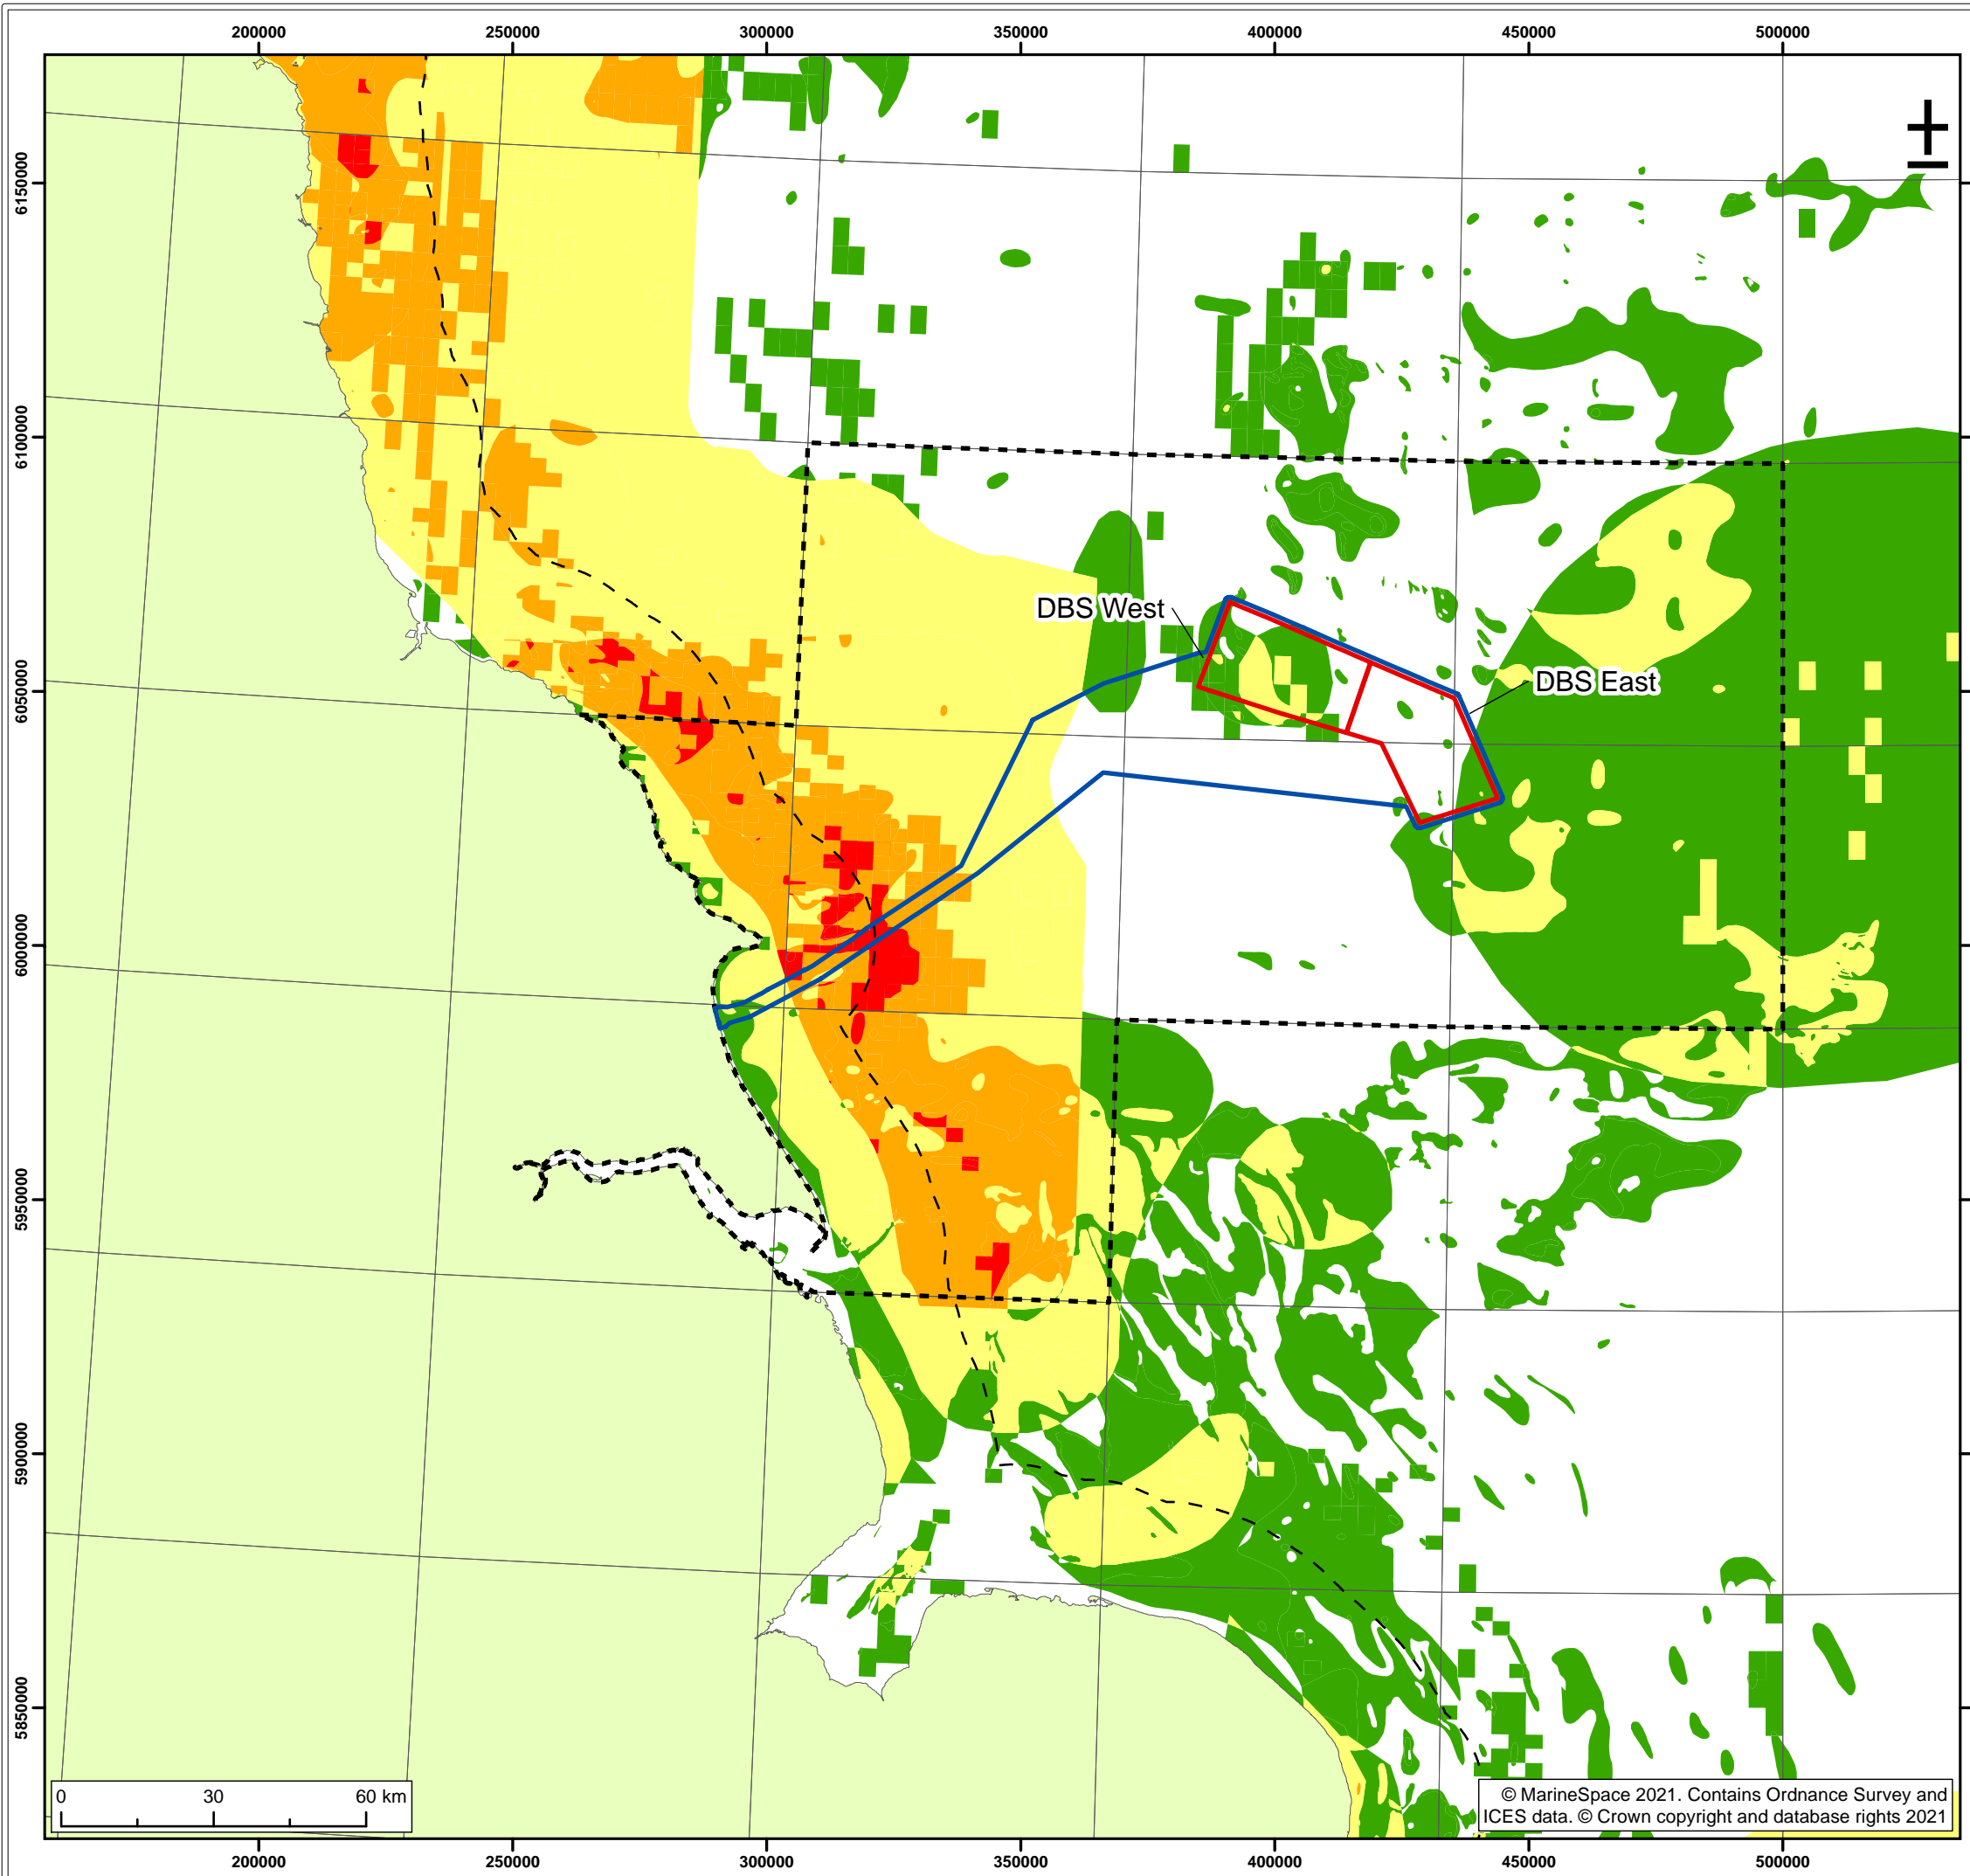 200000 250000 300000 350000 400000 450000 500000
6150000
6100000
6050000
6000000
5950000
5900000
5850000
DBS West
DBS East
0 30 60 km
© MarineSpace 2021. Contains Ordnance Survey and
ICES data. © Crown copyright and database rights 2021
200000 250000 300000 350000 400000 450000 500000